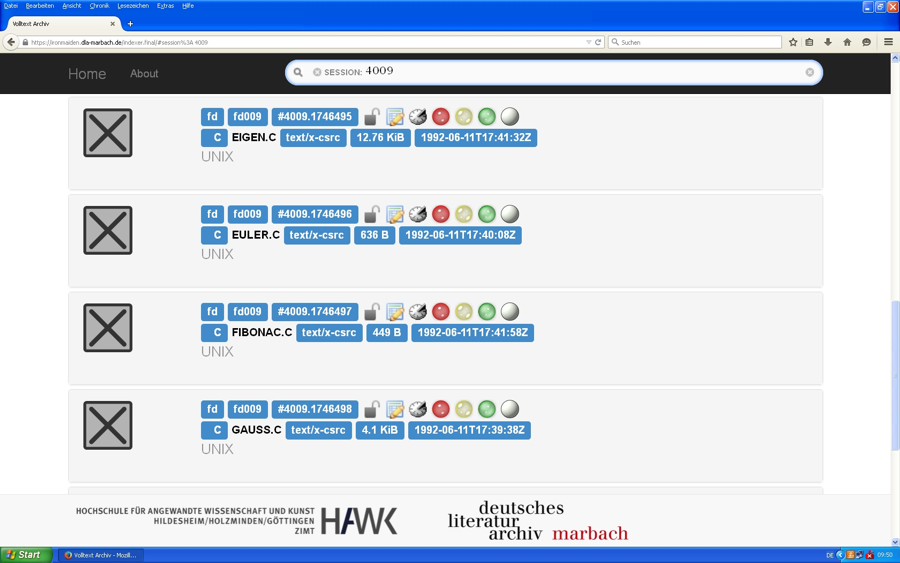 Datei Bearbeiten Ansicht Chronik Lesezeichen Extras Hilfe
Volltext Archiv
https://ironmaiden.dla-marbach.de/indexer.final/#session%3A 4009
Suchen
Home About SESSION: 4009
fd fd009 #4009.1746495
C EIGEN.C text/x-csrc 12.76 KiB 1992-06-11T17:41:32Z
UNIX
fd fd009 #4009.1746496
C EULER.C text/x-csrc 636 B 1992-06-11T17:40:08Z
UNIX
fd fd009 #4009.1746497
C FIBONAC.C text/x-csrc 449 B 1992-06-11T17:41:58Z
UNIX
fd fd009 #4009.1746498
C GAUSS.C text/x-csrc 4.1 KiB 1992-06-11T17:39:38Z
UNIX
HOCHSCHULE FÜR ANGEWANDTE WISSENSCHAFT UND KUNST
HILDESHEIM/HOLZMINDEN/GÖTTINGEN
ZIMT
HAWK
deutsches
literatur
archiv marbach
Start Volltext Archiv - Mozil... DE 09:50